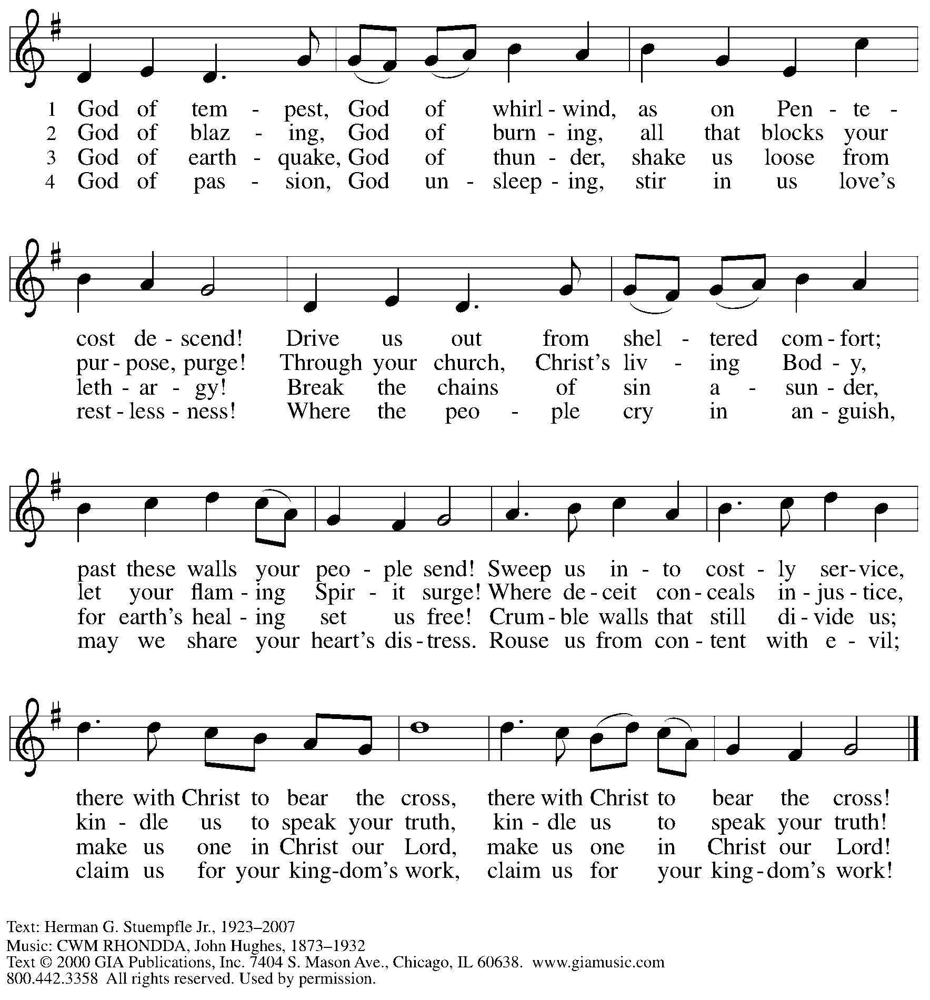 1 God of tem - pest, God of whirl - wind, as on Pen - te -
2 God of blaz - ing, God of burn - ing, all that blocks your
3 God of earth - quake, God of thun - der, shake us loose from
4 God of pas - sion, God un - sleep - ing, stir in us love's
cost de - scend! Drive us out from shel - tered com - fort;
pur - pose, purge! Through your church, Christ's liv - ing Bod - y,
leth - ar - gy! Break the chains of sin a - sun - der,
rest - less - ness! Where the peo - ple cry in an - guish,
past these walls your peo - ple send! Sweep us in - to cost - ly ser - vice,
let your flam - ing Spir - it surge! Where de - ceit con - ceals in - jus - tice,
for earth's heal - ing set us free! Crum - ble walls that still di - vide us;
may we share your heart's dis - tress. Rouse us from con - tent with e - vil;
there with Christ to bear the cross, there with Christ to bear the cross!
kin - dle us to speak your truth, kin - dle us to speak your truth!
make us one in Christ our Lord, make us one in Christ our Lord!
claim us for your king - dom's work, claim us for your king - dom's work!
Text: Herman G. Stuempfle Jr., 1923–2007
Music: CWM RHONDDA, John Hughes, 1873–1932
Text © 2000 GIA Publications, Inc. 7404 S. Mason Ave., Chicago, IL 60638. www.giamusic.com
800.442.3358 All rights reserved. Used by permission.